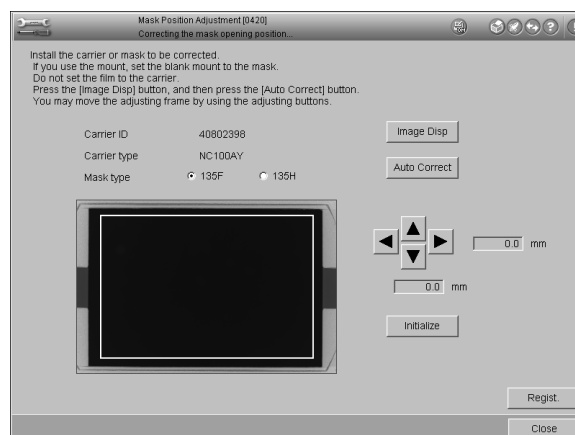 Mask Position Adjustment [0420]
Correcting the mask opening position...
Install the carrier or mask to be corrected.
If you use the mount, set the blank mount to the mask.
Do not set the film to the carrier.
Press the [Image Disp] button, and then press the [Auto Correct] button.
You may move the adjusting frame by using the adjusting buttons.
Carrier ID 40802398 Image Disp
Carrier type NC100AY
Auto Correct
Mask type 135F 135H
0.0 mm
0.0 mm
Initialize
Regist.
Close